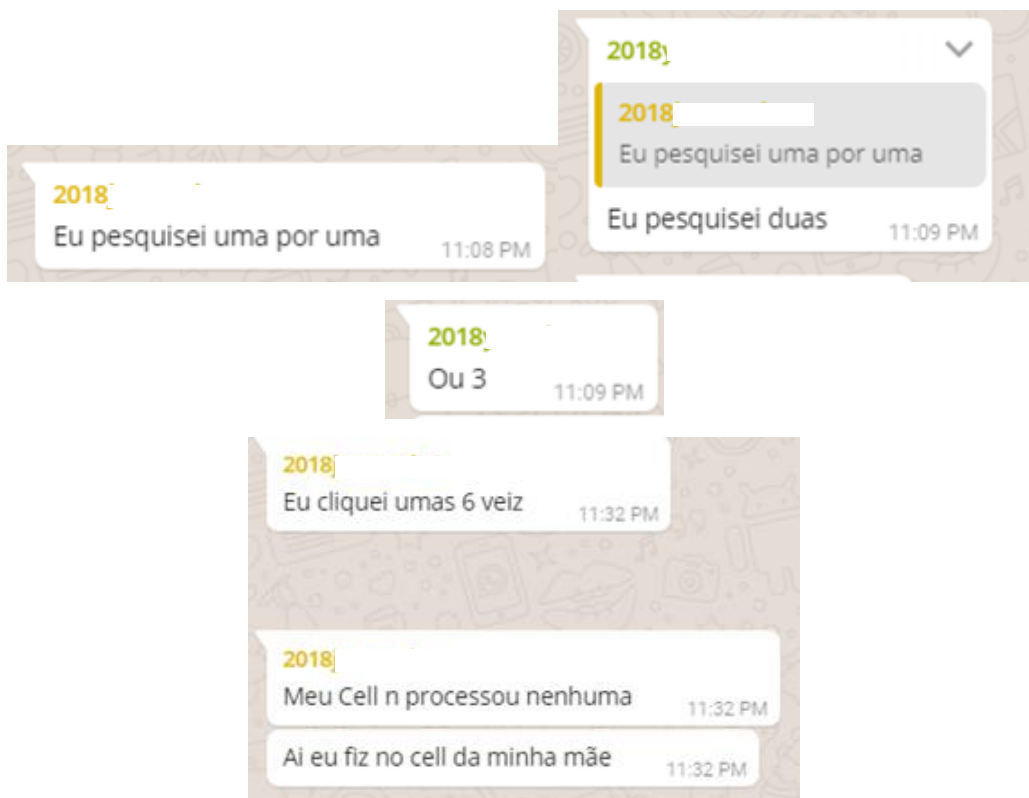 2018
Eu pesquisei uma por uma
11:08 PM
2018
2018
Eu pesquisei uma por uma
Eu pesquisei duas
11:09 PM
2018
Ou 3
11:09 PM
2018
Eu cliquei umas 6 veiz
11:32 PM
2018
Meu Cell n processou nenhuma
11:32 PM
Ai eu fiz no cell da minha mãe
11:32 PM